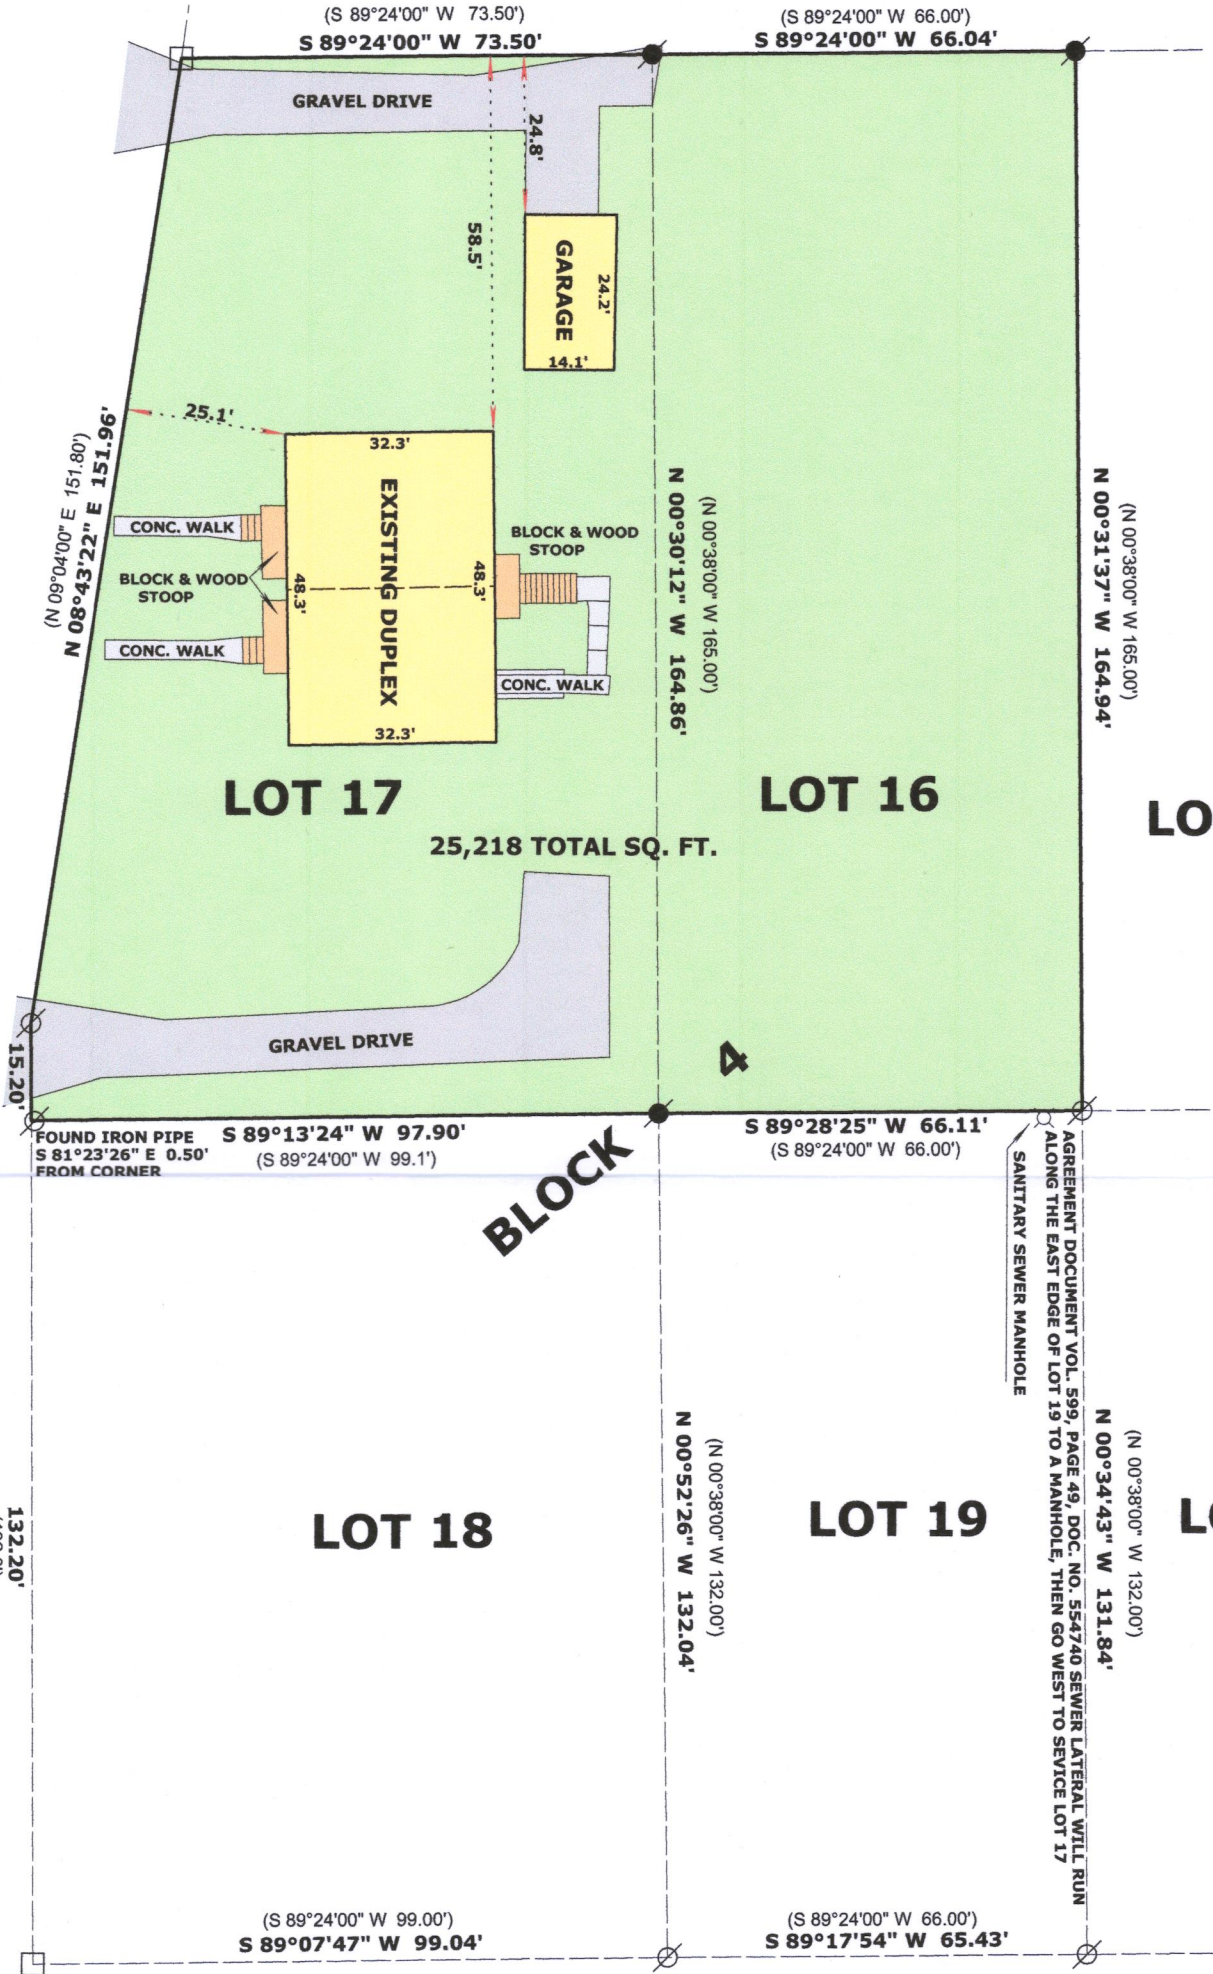 (S 89°24'00" W 73.50')
S 89°24'00" W 73.50'
(S 89°24'00" W 66.00')
S 89°24'00" W 66.04'
GRAVEL DRIVE
24.8'
58.5'
GARAGE
24.2'
14.1'
25.1'
(N 09°04'00" E 151.80')
N 08°43'22" E 151.96'
32.3'
EXISTING DUPLEX
48.3'
48.3'
32.3'
CONC. WALK
BLOCK & WOOD
STOOP
CONC. WALK
BLOCK & WOOD
STOOP
CONC. WALK
(N 00°38'00" W 165.00')
N 00°30'12" W 164.86'
(N 00°38'00" W 165.00')
N 00°31'37" W 164.94'
LOT 17
LOT 16
LO
25,218 TOTAL SQ. FT.
GRAVEL DRIVE
15.20'
BLOCK 4
FOUND IRON PIPE
S 81°23'26" E 0.50'
FROM CORNER
S 89°13'24" W 97.90'
(S 89°24'00" W 99.1')
S 89°28'25" W 66.11'
(S 89°24'00" W 66.00')
SANITARY SEWER MANHOLE
AGREEMENT DOCUMENT VOL. 599, PAGE 49, DOC. NO. 554740 SEWER LATERAL WILL RUN
ALONG THE EAST EDGE OF LOT 19 TO A MANHOLE, THEN GO WEST TO SEVICE LOT 17
(N 00°38'00" W 132.00')
N 00°52'26" W 132.04'
(N 00°38'00" W 132.00')
N 00°34'43" W 131.84'
LOT 18
LOT 19
LO
132.20'
(S 89°24'00" W 99.00')
S 89°07'47" W 99.04'
(S 89°24'00" W 66.00')
S 89°17'54" W 65.43'